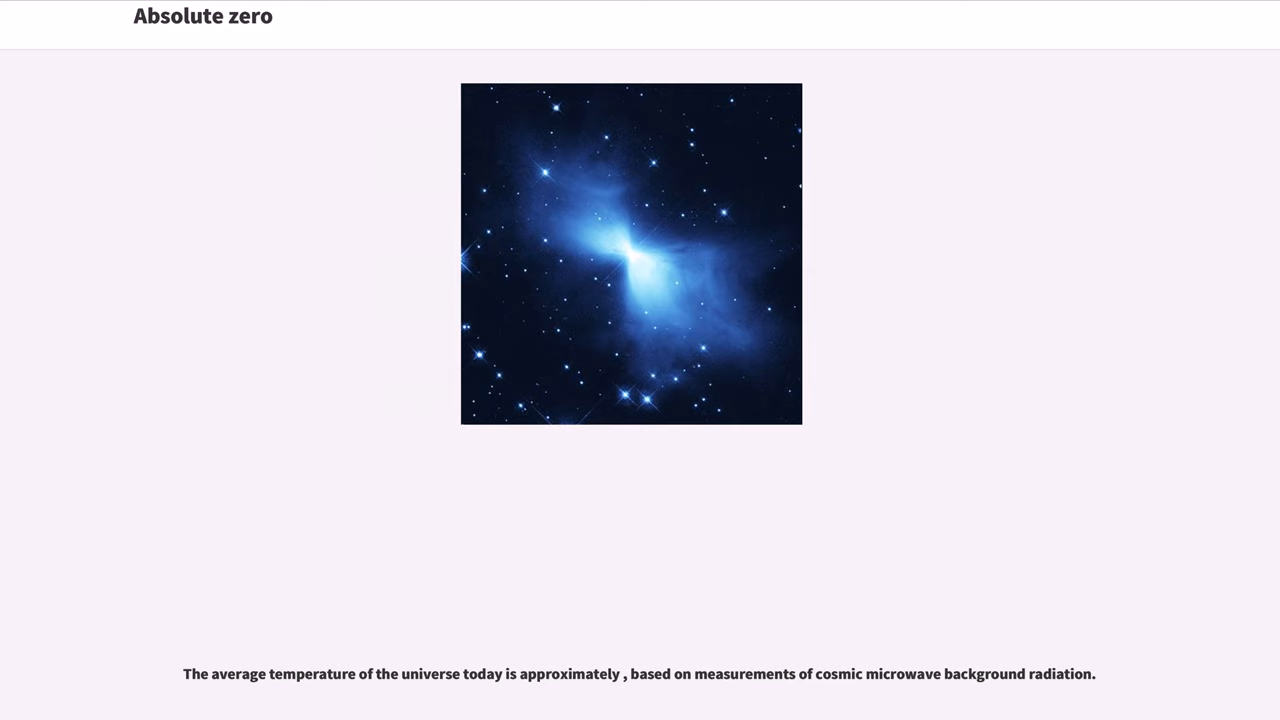 Absolute zero
The average temperature of the universe today is approximately , based on measurements of cosmic microwave background radiation.